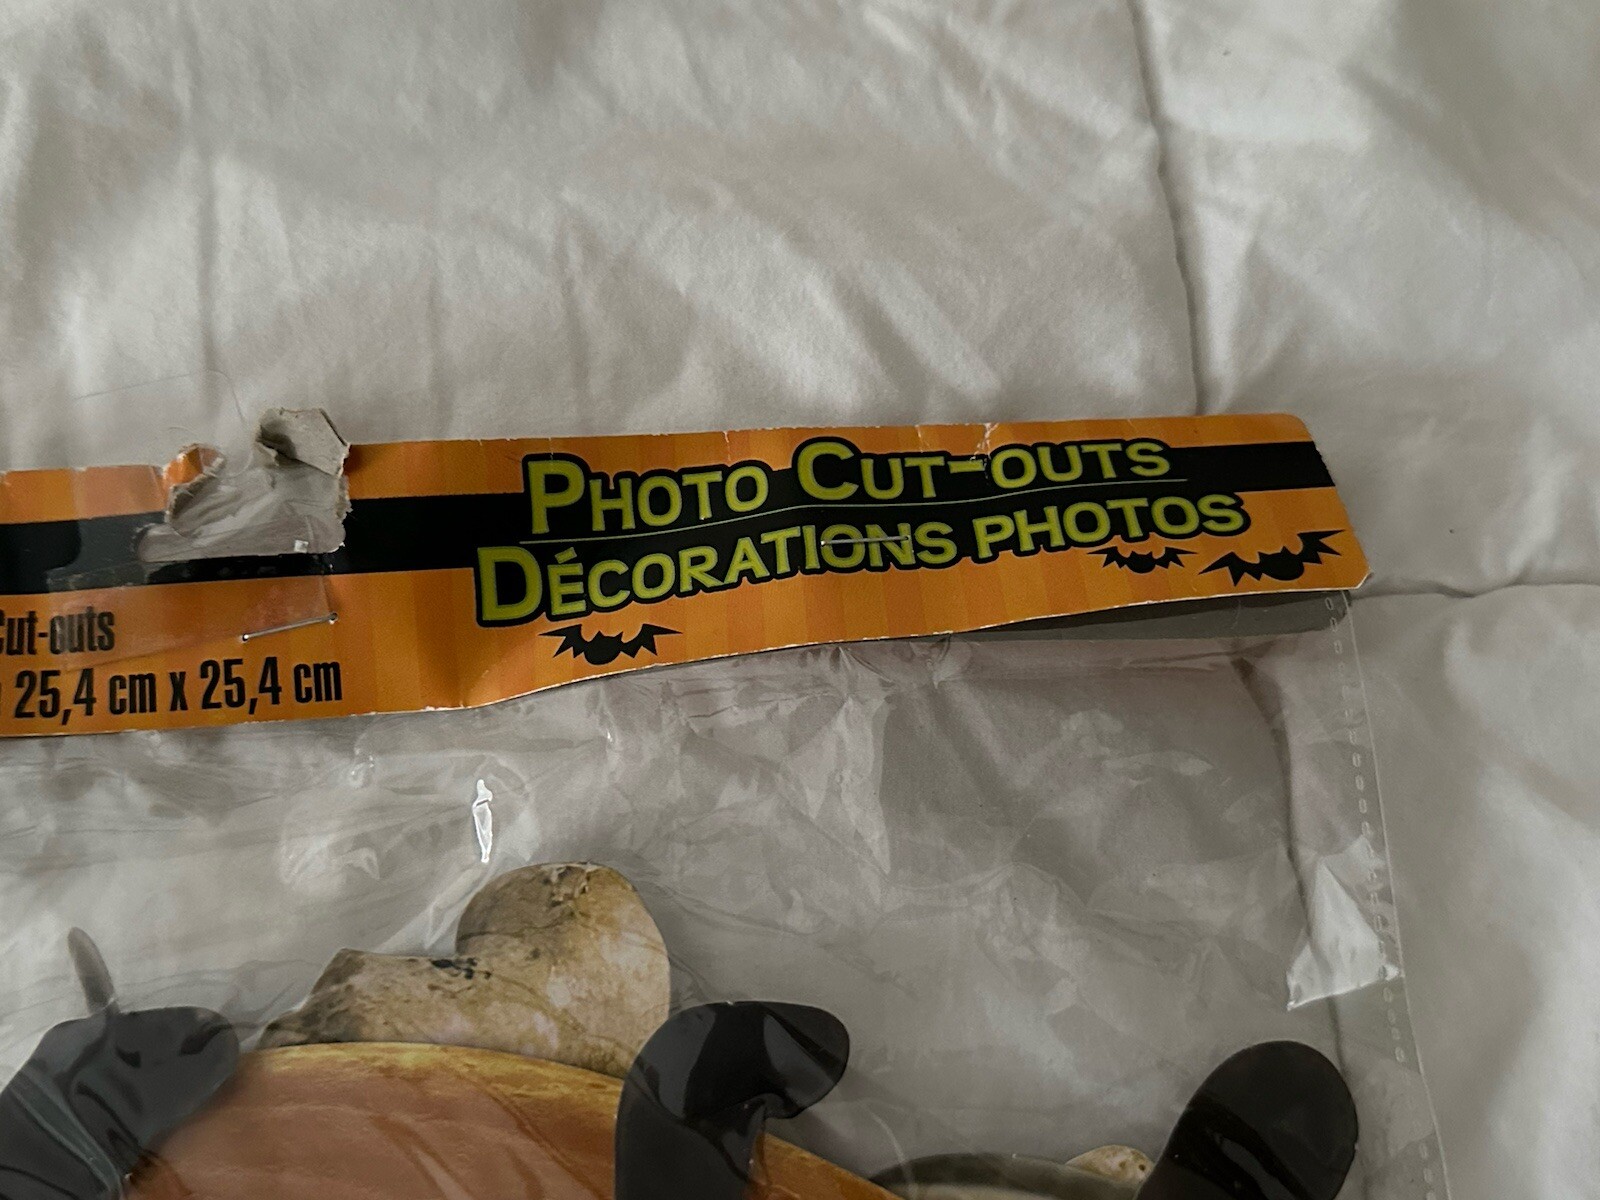 PHOTO CUT-OUTS
DÉCORATIONS PHOTOS
Cut-outs
25,4 cm x 25,4 cm